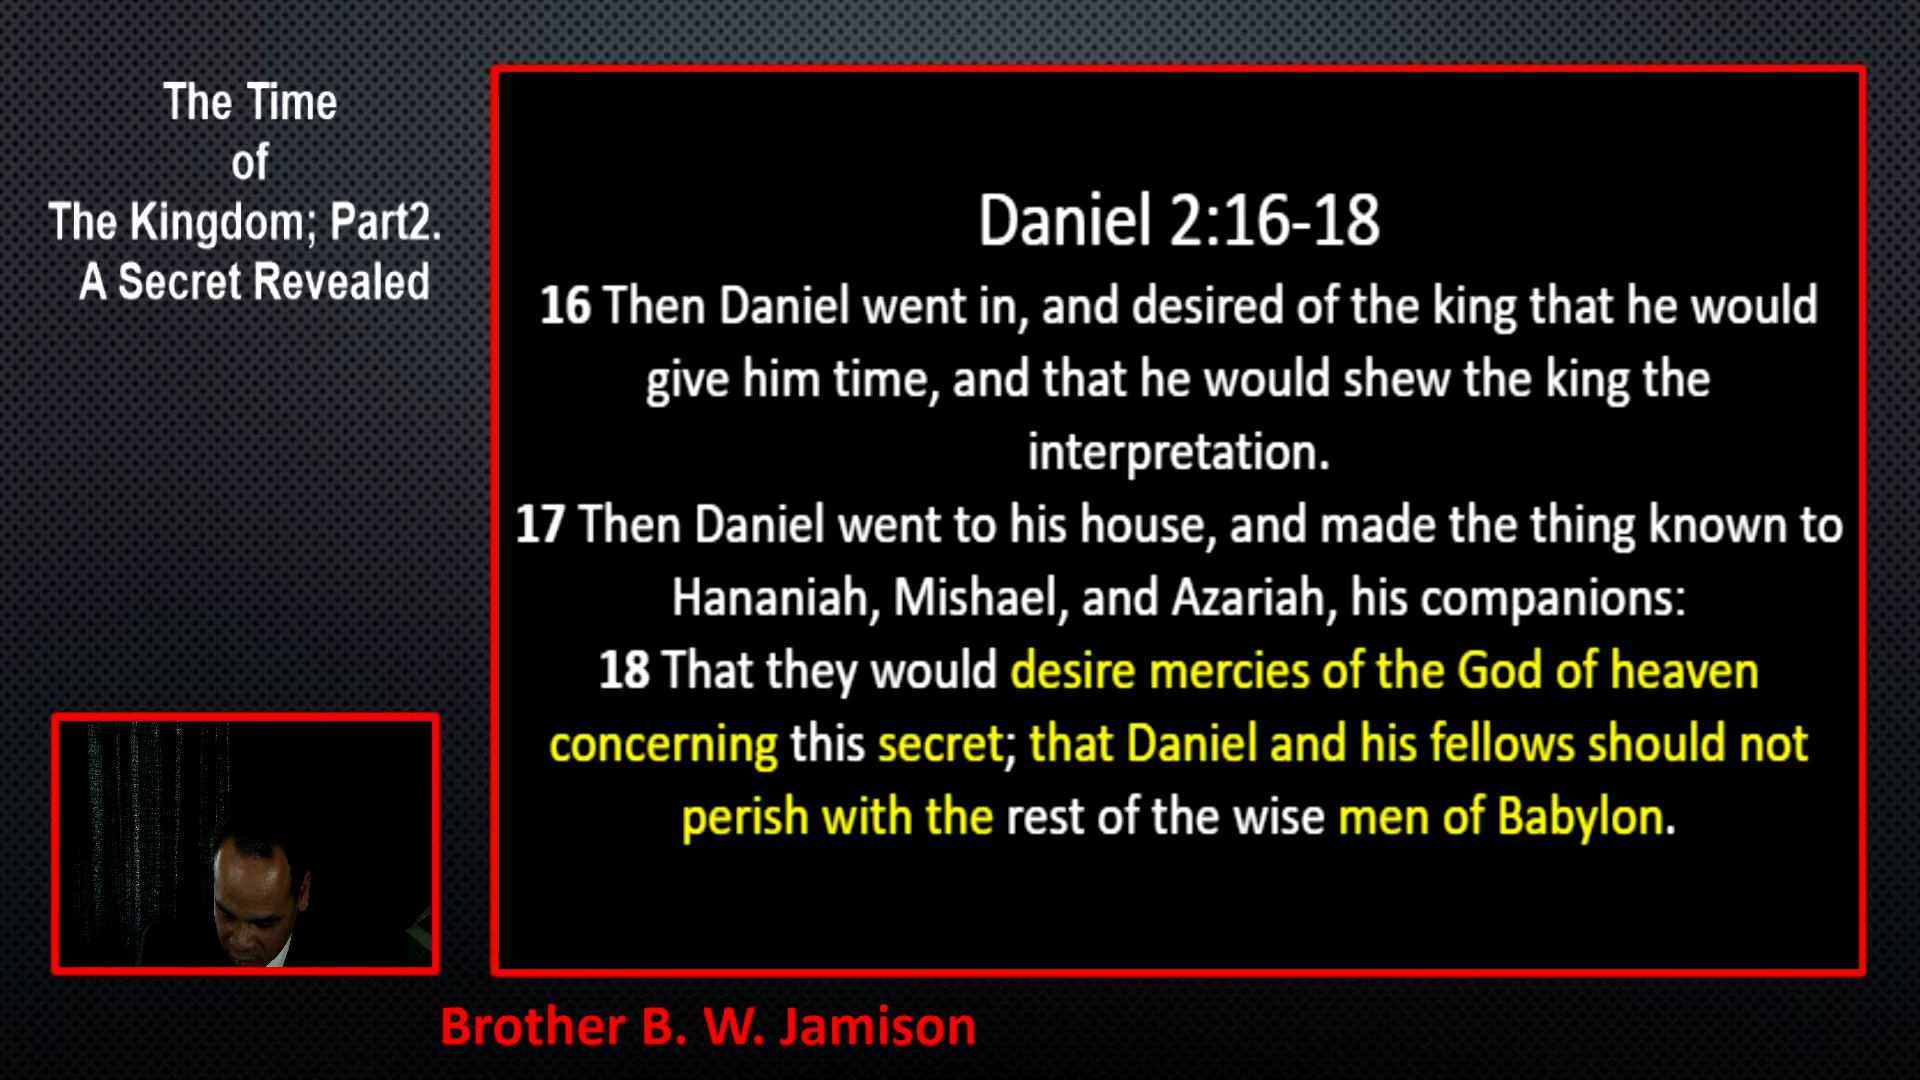 The Time
of
The Kingdom; Part2.
A Secret Revealed
Daniel 2:16-18
16 Then Daniel went in, and desired of the king that he would
give him time, and that he would shew the king the
interpretation.
17 Then Daniel went to his house, and made the thing known to
Hananiah, Mishael, and Azariah, his companions:
18 That they would desire mercies of the God of heaven
concerning this secret; that Daniel and his fellows should not
perish with the rest of the wise men of Babylon.
Brother B. W. Jamison